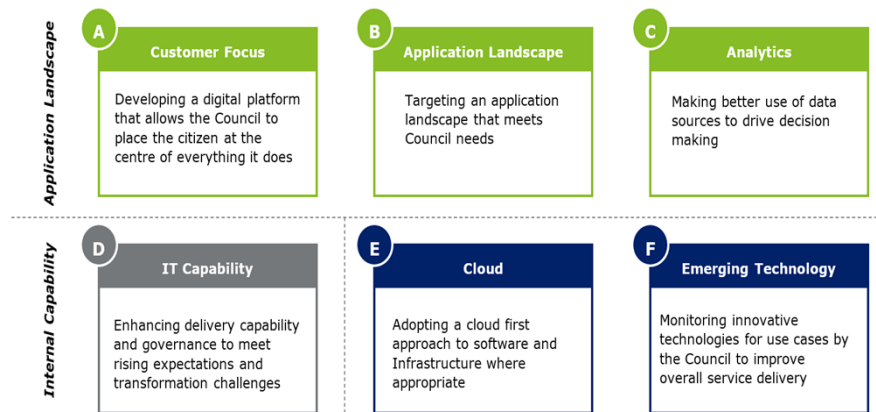 Application Landscape
A
Customer Focus
Developing a digital platform
that allows the Council to
place the citizen at the
centre of everything it does
B
Application Landscape
Targeting an application
landscape that meets
Council needs
C
Analytics
Making better use of data
sources to drive decision
making
Internal Capability
D
IT Capability
Enhancing delivery capability
and governance to meet
rising expectations and
transformation challenges
E
Cloud
Adopting a cloud first
approach to software and
Infrastructure where
appropriate
F
Emerging Technology
Monitoring innovative
technologies for use cases by
the Council to improve
overall service delivery